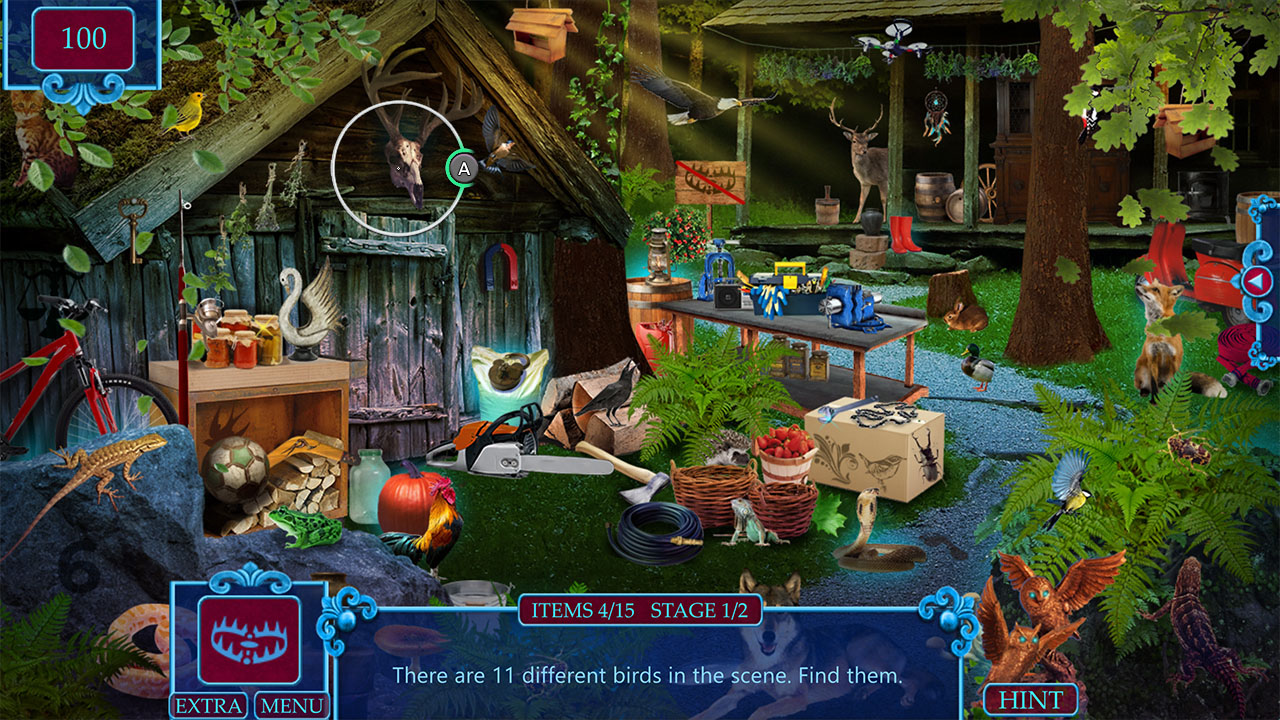 100
A
6
ITEMS 4/15 STAGE 1/2
There are 11 different birds in the scene. Find them.
EXTRA
MENU
HINT